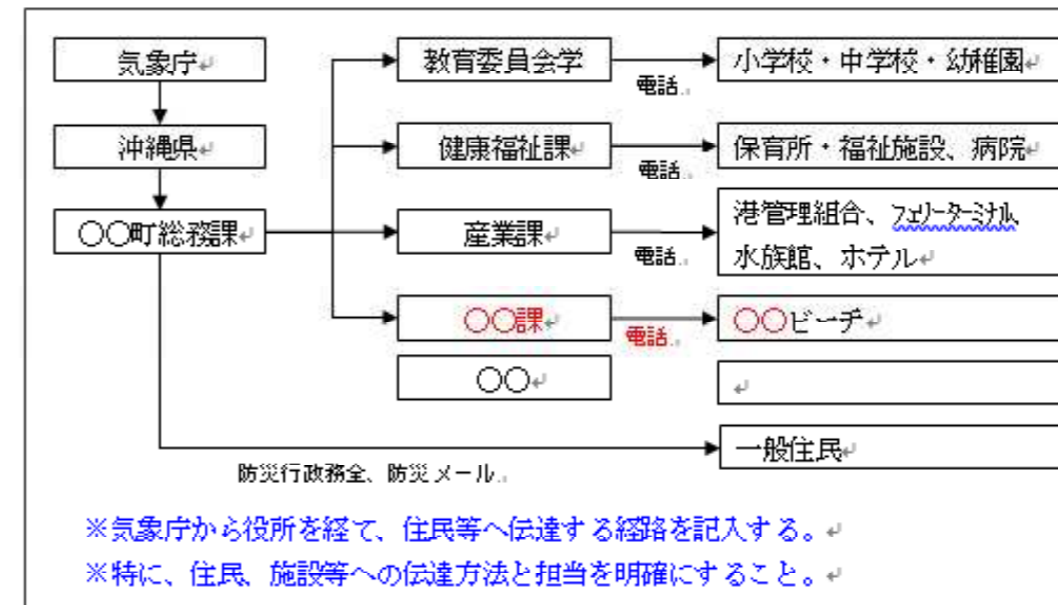 気象庁
教育委員会学
電話
小学校・中学校・幼稚園
沖縄県
健康福祉課
電話
保育所・福祉施設、病院
〇〇町総務課
産業課
電話
港管理組合、フェリーターミナル、
水族館、ホテル
〇〇課
電話
〇〇ビーチ
〇〇
一般住民
防災行政務全、防災メール
※気象庁から役所を経て、住民等へ伝達する経路を記入する。
※特に、住民、施設等への伝達方法と担当を明確にすること。